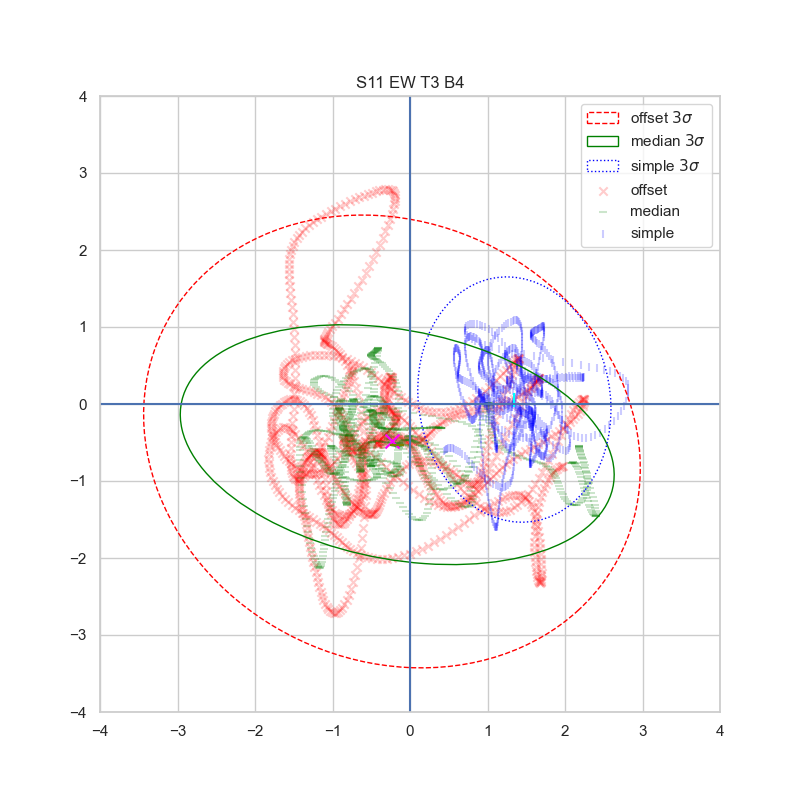 S11 EW T3 B4
offset 3σ
median 3σ
simple 3σ
offset
median
simple
4
3
2
1
0
−1
−2
−3
−4
−4 −3 −2 −1 0 1 2 3 4